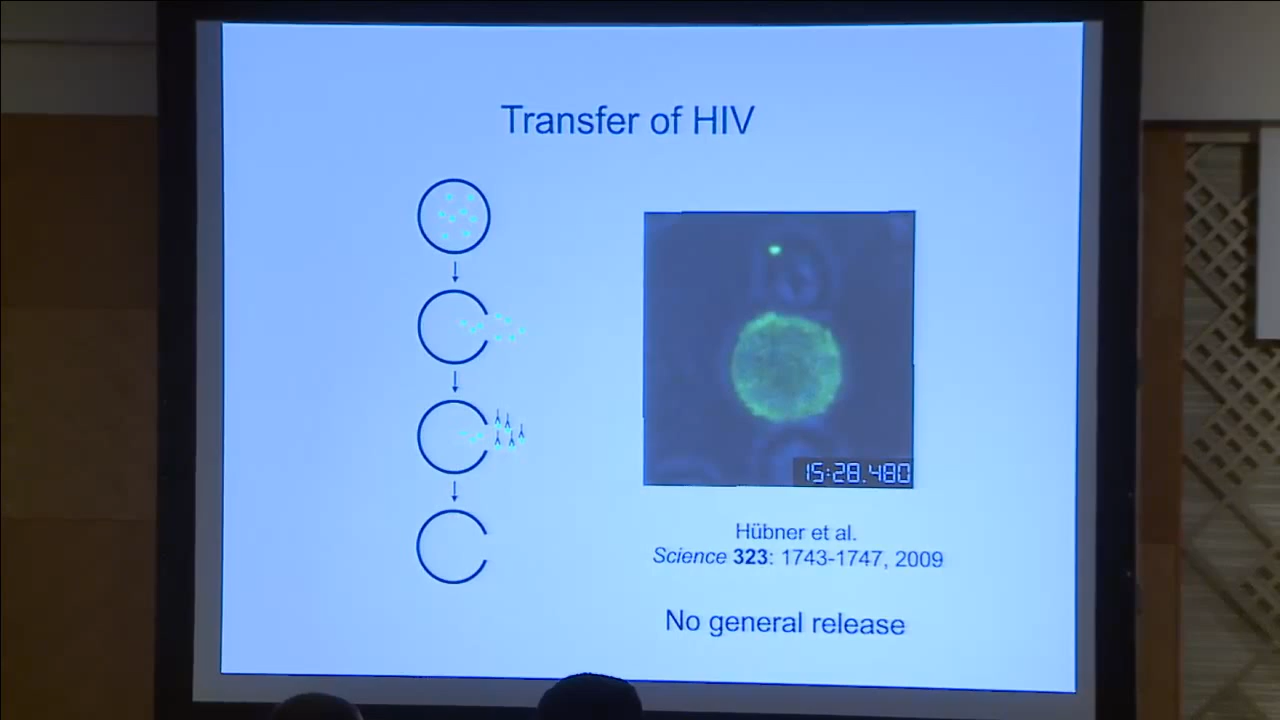 Transfer of HIV
15:28.480
Hübner et al.
Science 323: 1743-1747, 2009
No general release